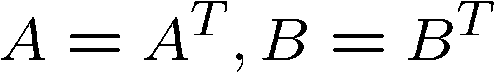 A = A^T, B = B^T